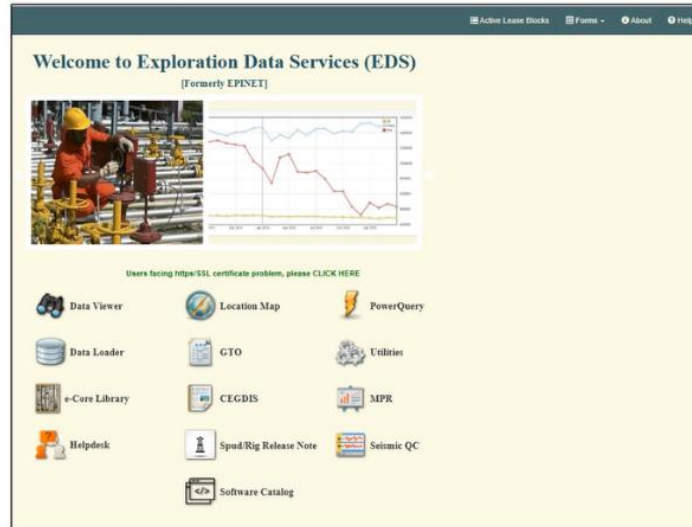 Active Lease Blocks Forms About Help
Welcome to Exploration Data Services (EDS)
[Formerly EPINET]
Users facing https/SSL certificate problem, please CLICK HERE
Data Viewer Location Map PowerQuery
Data Loader GTO Utilities
e-Core Library CEGDIS MPR
Helpdesk Spud/Rig Release Note Seismic QC
Software Catalog